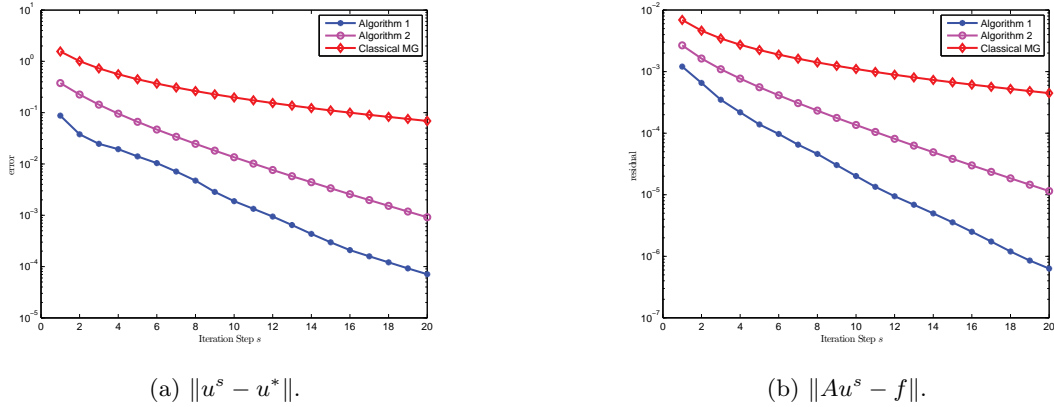 10^2
10^1
10^0
10^{-1}
10^{-2}
10^{-3}
10^{-4}
10^{-5}
error
0 2 4 6 8 10 12 14 16 18 20
Iteration Step s
Algorithm 1
Algorithm 2
Classical MG
(a) ‖u^s − u^*‖.
10^{-2}
10^{-3}
10^{-4}
10^{-5}
10^{-6}
10^{-7}
residual
0 2 4 6 8 10 12 14 16 18 20
Iteration Step s
Algorithm 1
Algorithm 2
Classical MG
(b) ‖Au^s − f‖.